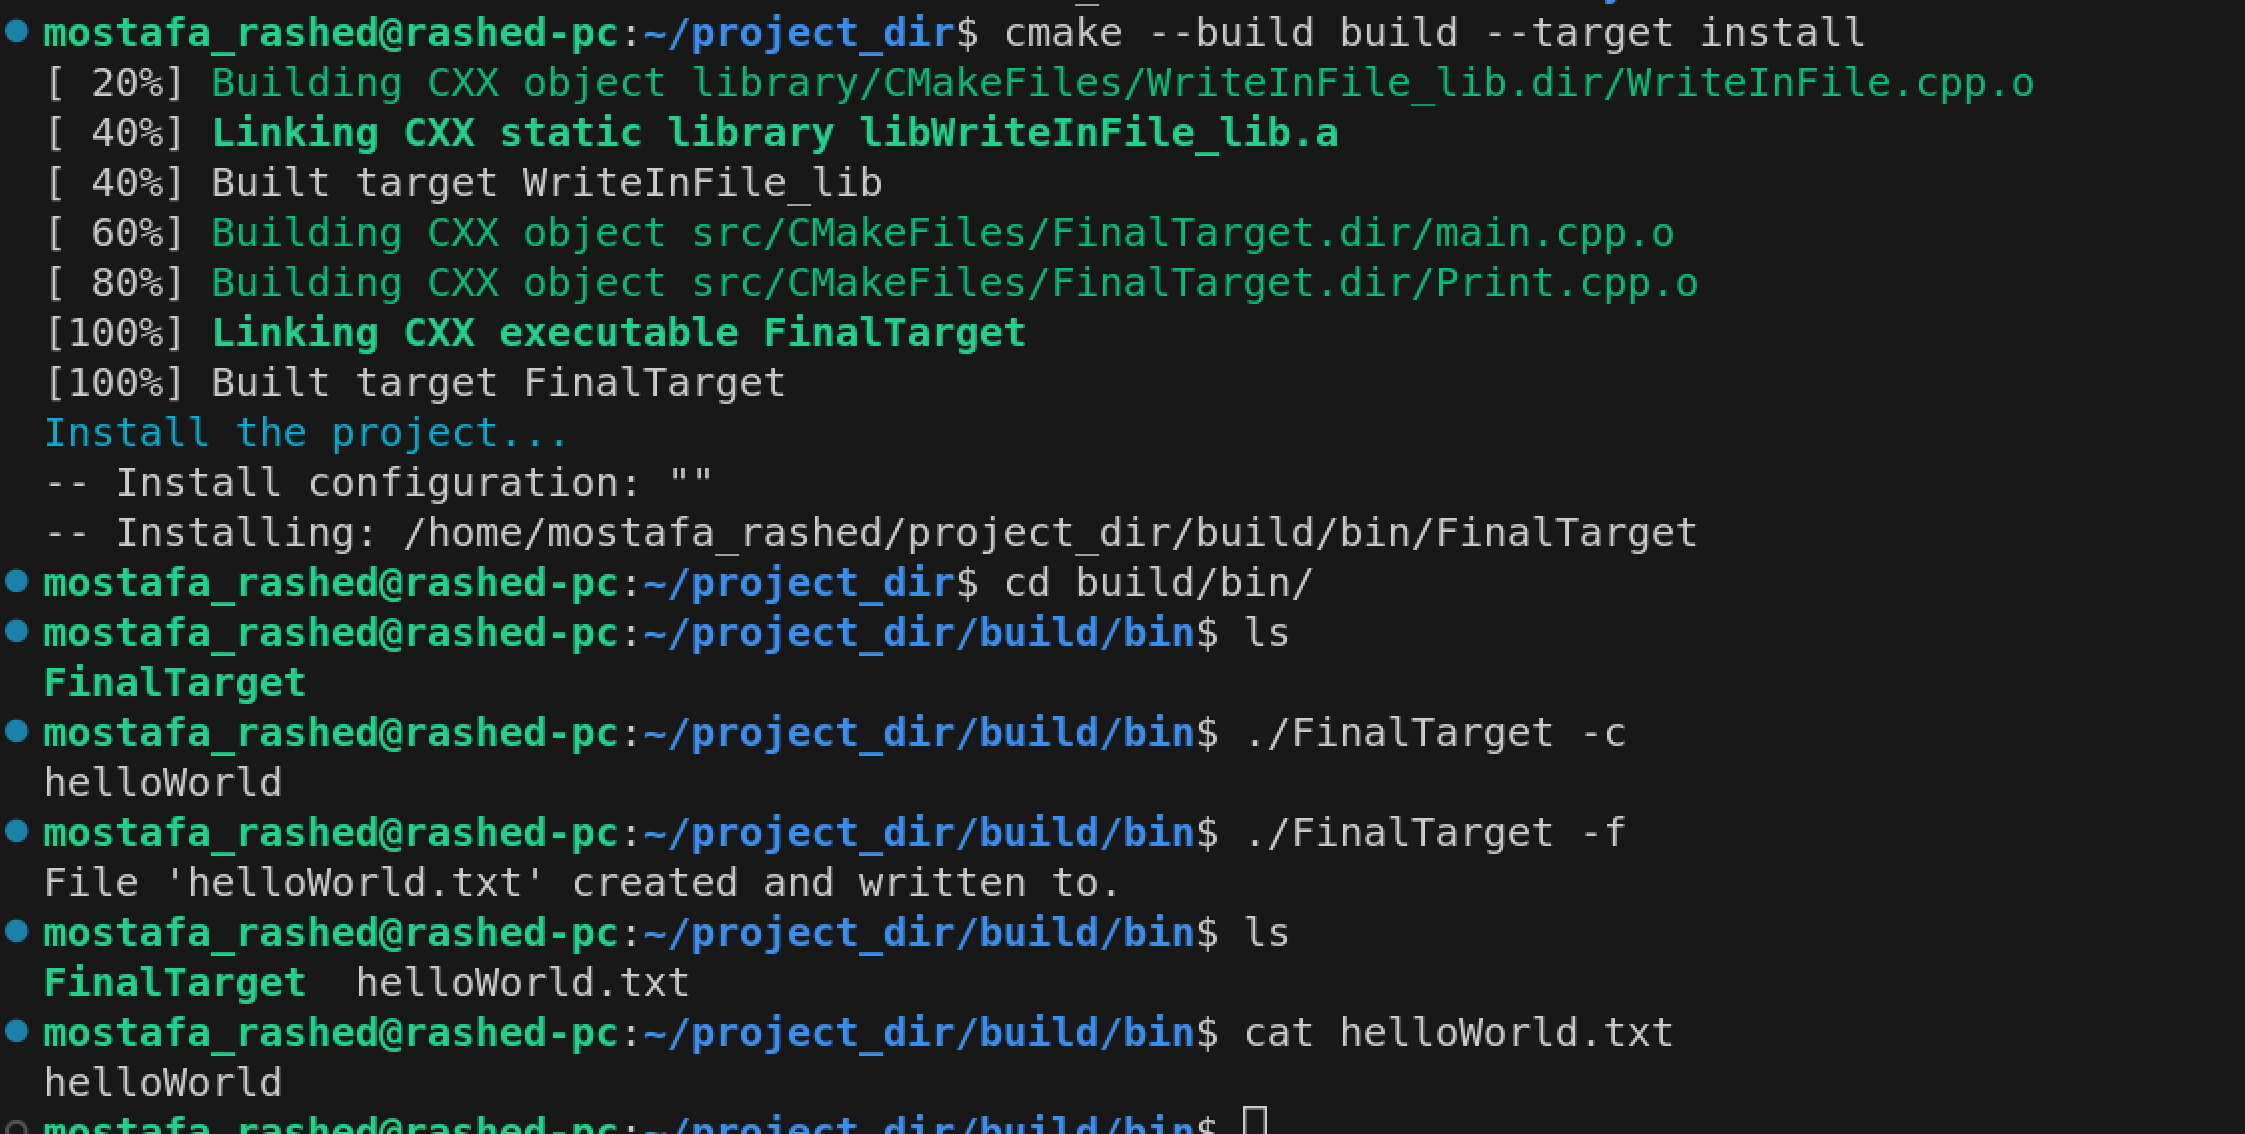 mostafa_rashed@rashed-pc:~/project_dir$ cmake --build build --target install
[ 20%] Building CXX object library/CMakeFiles/WriteInFile_lib.dir/WriteInFile.cpp.o
[ 40%] Linking CXX static library libWriteInFile_lib.a
[ 40%] Built target WriteInFile_lib
[ 60%] Building CXX object src/CMakeFiles/FinalTarget.dir/main.cpp.o
[ 80%] Building CXX object src/CMakeFiles/FinalTarget.dir/Print.cpp.o
[100%] Linking CXX executable FinalTarget
[100%] Built target FinalTarget
Install the project...
-- Install configuration: ""
-- Installing: /home/mostafa_rashed/project_dir/build/bin/FinalTarget
mostafa_rashed@rashed-pc:~/project_dir$ cd build/bin/
mostafa_rashed@rashed-pc:~/project_dir/build/bin$ ls
FinalTarget
mostafa_rashed@rashed-pc:~/project_dir/build/bin$ ./FinalTarget -c
helloWorld
mostafa_rashed@rashed-pc:~/project_dir/build/bin$ ./FinalTarget -f
File 'helloWorld.txt' created and written to.
mostafa_rashed@rashed-pc:~/project_dir/build/bin$ ls
FinalTarget  helloWorld.txt
mostafa_rashed@rashed-pc:~/project_dir/build/bin$ cat helloWorld.txt
helloWorld
mostafa_rashed@rashed-pc:~/project_dir/build/bin$